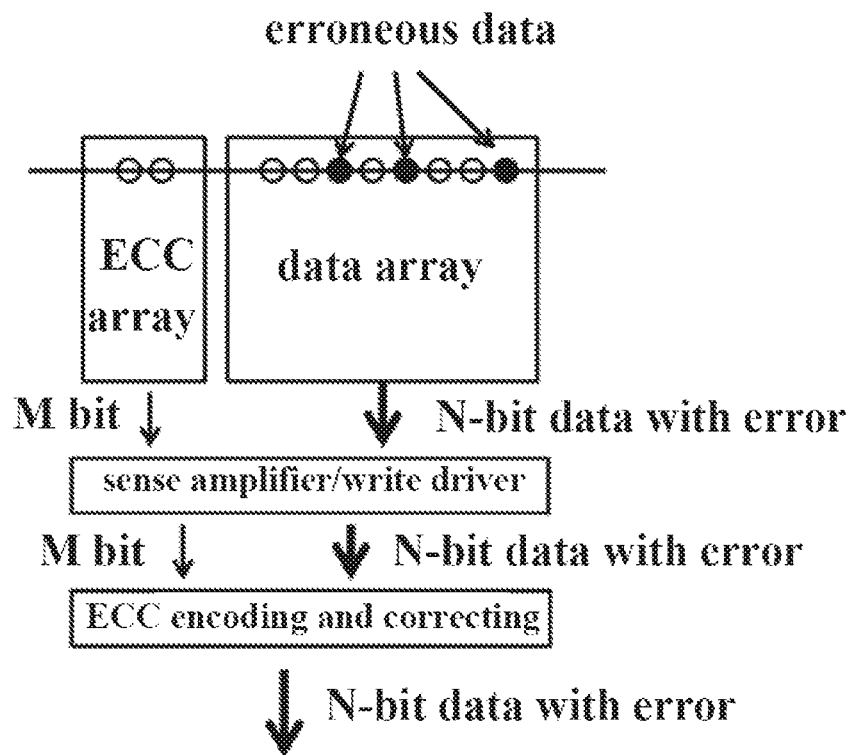 erroneous data
ECC
array
data array
M bit
N-bit data with error
sense amplifier/write driver
M bit
N-bit data with error
ECC encoding and correcting
N-bit data with error